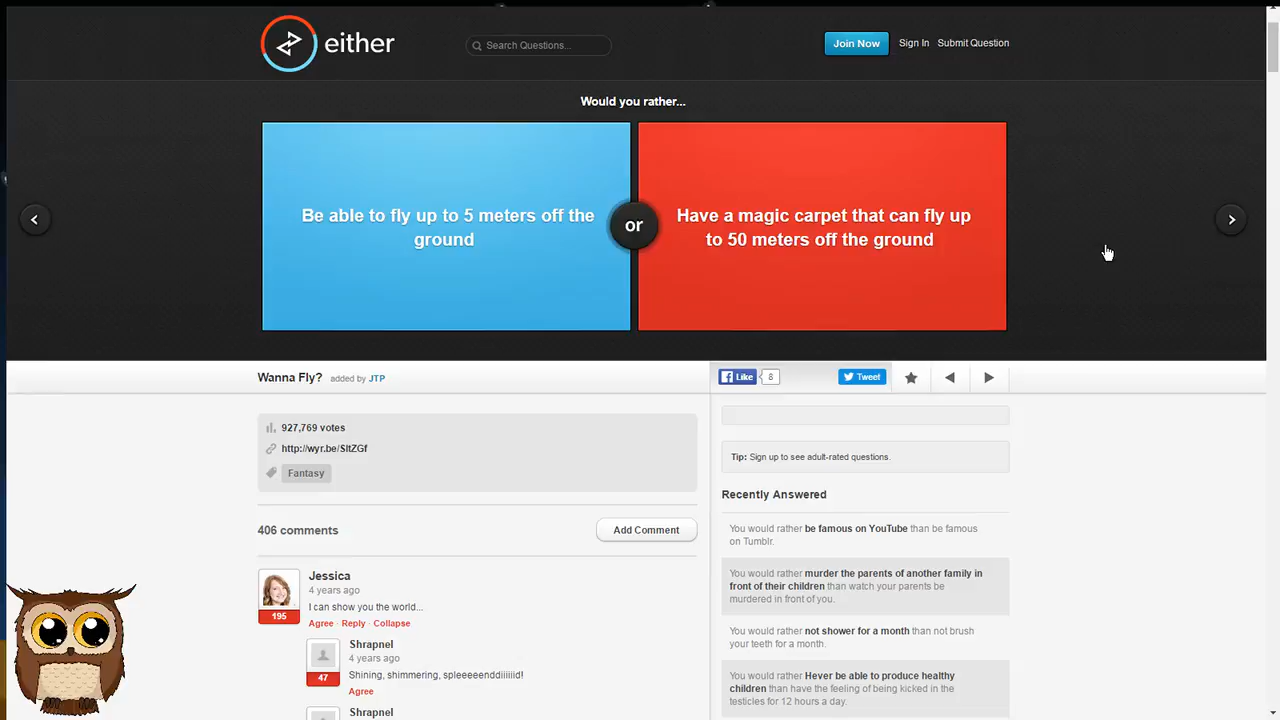 either
Search Questions...
Join Now
Sign In
Submit Question
Would you rather...
Be able to fly up to 5 meters off the
ground
or
Have a magic carpet that can fly up
to 50 meters off the ground
Wanna Fly? added by JTP
Like 8
Tweet
927,769 votes
http://wyr.be/SltZGf
Fantasy
406 comments
Add Comment
Jessica
4 years ago
I can show you the world...
195
Agree · Reply · Collapse
Shrapnel
4 years ago
Shining, shimmering, spleeeenddiiiiiid!
47
Agree
Shrapnel
Tip: Sign up to see adult-rated questions.
Recently Answered
You would rather be famous on YouTube than be famous
on Tumblr.
You would rather murder the parents of another family in
front of their children than watch your parents be
murdered in front of you.
You would rather not shower for a month than not brush
your teeth for a month.
You would rather Hever be able to produce healthy
children than have the feeling of being kicked in the
testicles for 12 hours a day.